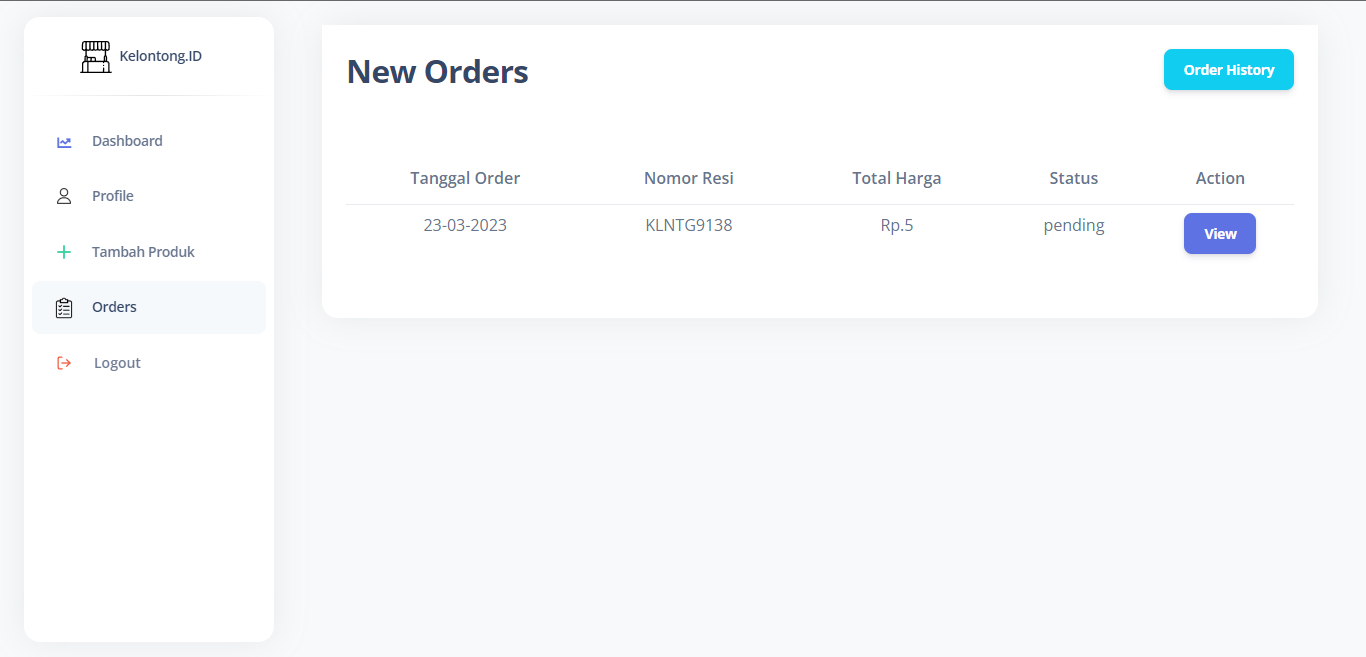 Kelontong.ID
Dashboard
Profile
Tambah Produk
Orders
Logout
New Orders
Order History
Tanggal Order Nomor Resi Total Harga Status Action
23-03-2023 KLNTG9138 Rp.5 pending View